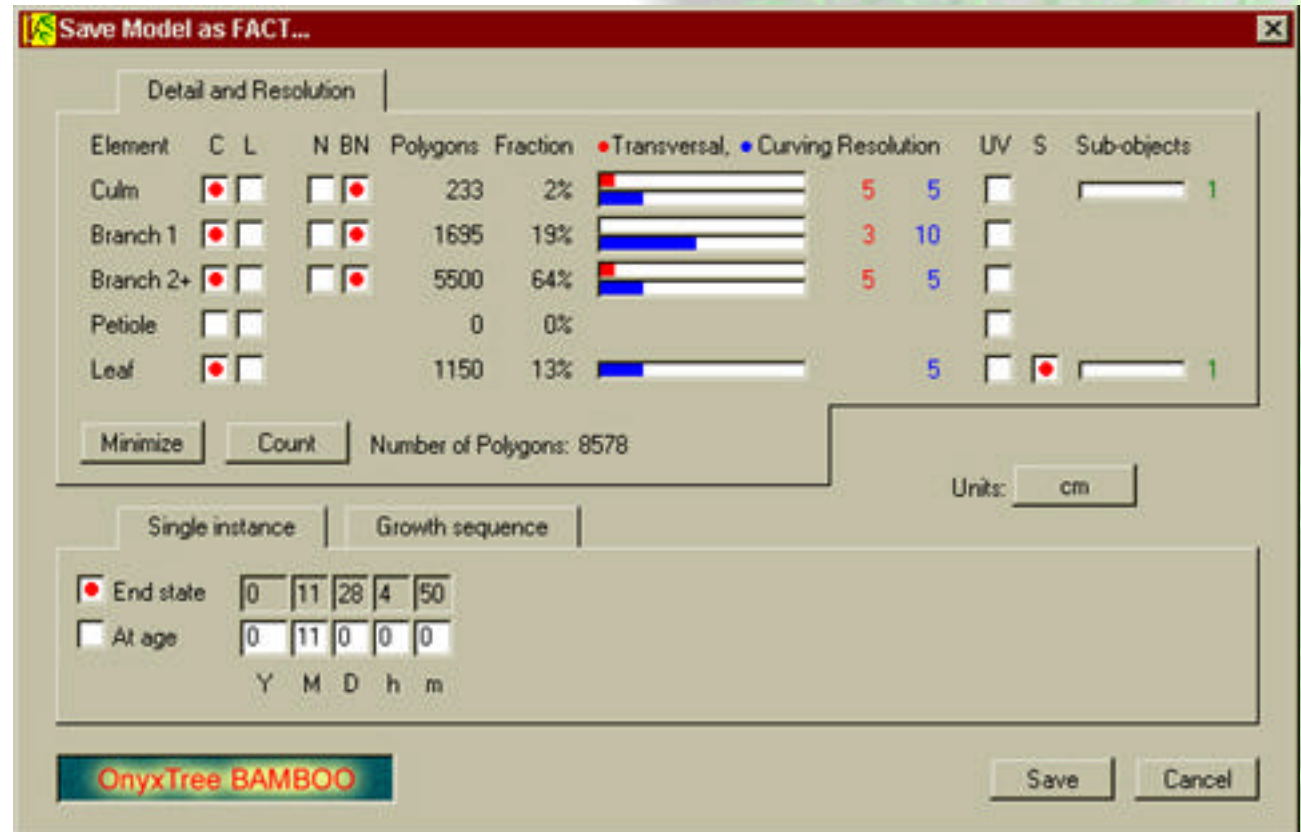 Save Model as FACT...
Detail and Resolution
Element C L N BN Polygons Fraction Transversal, Curving Resolution UV S Sub-objects
Culm 233 2% 5 5 1
Branch 1 1695 19% 3 10
Branch 2+ 5500 64% 5 5
Petiole 0 0%
Leaf 1150 13% 5 1
Minimize Count Number of Polygons: 8578
Units: cm
Single instance Growth sequence
End state 0 11 28 4 50
At age 0 11 0 0 0
Y M D h m
OnyxTree BAMBOO Save Cancel